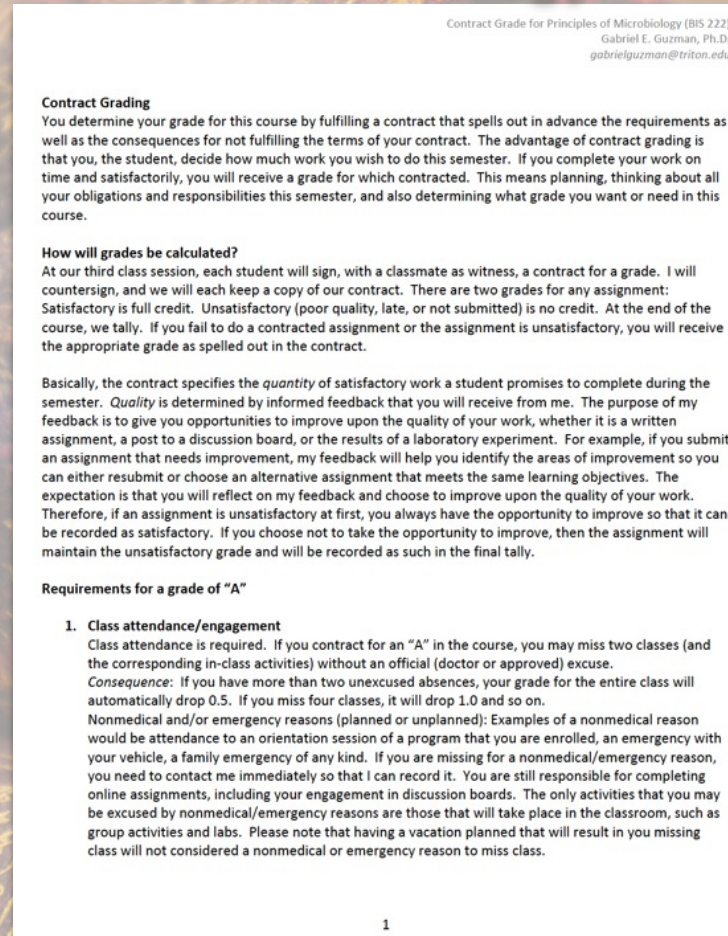 Contract Grade for Principles of Microbiology (BIS 222)
Gabriel E. Guzman, Ph.D.
gabrielguzman@triton.edu
Contract Grading
You determine your grade for this course by fulfilling a contract that spells out in advance the requirements as
well as the consequences for not fulfilling the terms of your contract. The advantage of contract grading is
that you, the student, decide how much work you wish to do this semester. If you complete your work on
time and satisfactorily, you will receive a grade for which contracted. This means planning, thinking about all
your obligations and responsibilities this semester, and also determining what grade you want or need in this
course.
How will grades be calculated?
At our third class session, each student will sign, with a classmate as witness, a contract for a grade. I will
countersign, and we will each keep a copy of our contract. There are two grades for any assignment:
Satisfactory is full credit. Unsatisfactory (poor quality, late, or not submitted) is no credit. At the end of the
course, we tally. If you fail to do a contracted assignment or the assignment is unsatisfactory, you will receive
the appropriate grade as spelled out in the contract.
Basically, the contract specifies the quantity of satisfactory work a student promises to complete during the
semester. Quality is determined by informed feedback that you will receive from me. The purpose of my
feedback is to give you opportunities to improve upon the quality of your work, whether it is a written
assignment, a post to a discussion board, or the results of a laboratory experiment. For example, if you submit
an assignment that needs improvement, my feedback will help you identify the areas of improvement so you
can either resubmit or choose an alternative assignment that meets the same learning objectives. The
expectation is that you will reflect on my feedback and choose to improve upon the quality of your work.
Therefore, if an assignment is unsatisfactory at first, you always have the opportunity to improve so that it can
be recorded as satisfactory. If you choose not to take the opportunity to improve, then the assignment will
maintain the unsatisfactory grade and will be recorded as such in the final tally.
Requirements for a grade of "A"
1. Class attendance/engagement
Class attendance is required. If you contract for an "A" in the course, you may miss two classes (and
the corresponding in-class activities) without an official (doctor or approved) excuse.
Consequence: If you have more than two unexcused absences, your grade for the entire class will
automatically drop 0.5. If you miss four classes, it will drop 1.0 and so on.
Nonmedical and/or emergency reasons (planned or unplanned): Examples of a nonmedical reason
would be attendance to an orientation session of a program that you are enrolled, an emergency with
your vehicle, a family emergency of any kind. If you are missing for a nonmedical/emergency reason,
you need to contact me immediately so that I can record it. You are still responsible for completing
online assignments, including your engagement in discussion boards. The only activities that you may
be excused by nonmedical/emergency reasons are those that will take place in the classroom, such as
group activities and labs. Please note that having a vacation planned that will result in you missing
class will not considered a nonmedical or emergency reason to miss class.
1